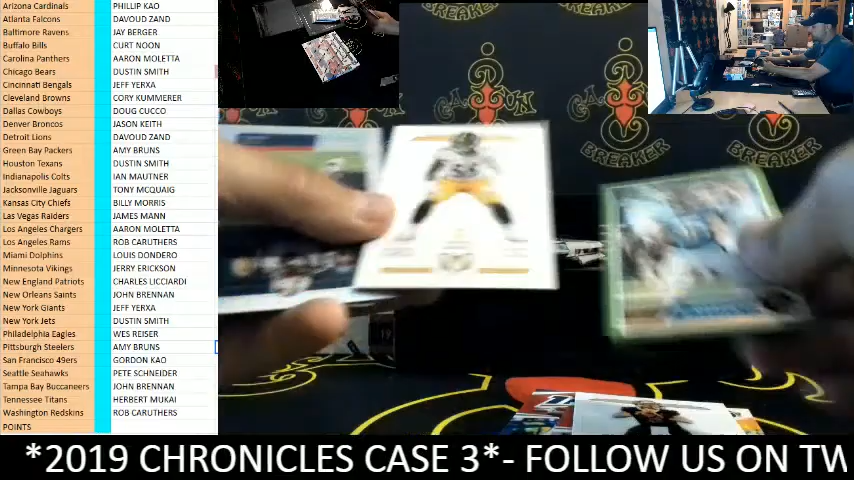 Arizona Cardinals PHILLIP KAO
Atlanta Falcons DAVOUD ZAND
Baltimore Ravens JAY BERGER
Buffalo Bills CURT NOON
Carolina Panthers AARON MOLETTA
Chicago Bears DUSTIN SMITH
Cincinnati Bengals JEFF YERXA
Cleveland Browns CORY KUMMERER
Dallas Cowboys DOUG CUCCO
Denver Broncos JASON KEITH
Detroit Lions DAVOUD ZAND
Green Bay Packers AMY BRUNS
Houston Texans DUSTIN SMITH
Indianapolis Colts IAN MAUTNER
Jacksonville Jaguars TONY MCQUAIG
Kansas City Chiefs BILLY MORRIS
Las Vegas Raiders JAMES MANN
Los Angeles Chargers AARON MOLETTA
Los Angeles Rams ROB CARUTHERS
Miami Dolphins LOUIS DONDERO
Minnesota Vikings JERRY ERICKSON
New England Patriots CHARLES LICCIARDI
New Orleans Saints JOHN BRENNAN
New York Giants JEFF YERXA
New York Jets DUSTIN SMITH
Philadelphia Eagles WES REISER
Pittsburgh Steelers AMY BRUNS
San Francisco 49ers GORDON KAO
Seattle Seahawks PETE SCHNEIDER
Tampa Bay Buccaneers JOHN BRENNAN
Tennessee Titans HERBERT MUKAI
Washington Redskins ROB CARUTHERS
POINTS
BREAKER
BREAKER
*2019 CHRONICLES CASE 3*- FOLLOW US ON TW